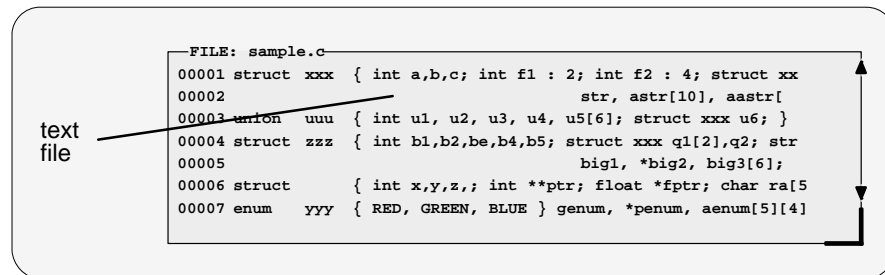 FILE: sample.c
00001 struct xxx { int a,b,c; int f1 : 2; int f2 : 4; struct xx
00002 str, astr[10], aastr[
00003 union uuu { int u1, u2, u3, u4, u5[6]; struct xxx u6; }
00004 struct zzz { int b1,b2,be,b4,b5; struct xxx q1[2],q2; str
00005 big1, *big2, big3[6];
00006 struct { int x,y,z,; int **ptr; float *fptr; char ra[5
00007 enum yyy { RED, GREEN, BLUE } genum, *penum, aenum[5][4]
text
file